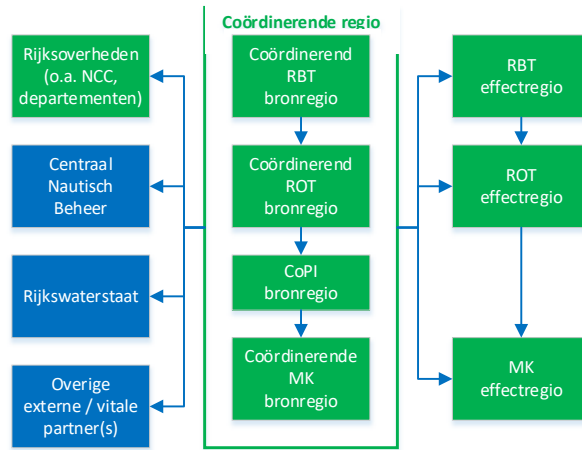 Coördinerende regio
Rijksoverheden
(o.a. NCC,
departementen)
Centraal
Nautisch
Beheer
Rijkswaterstaat
Overige
externe / vitale
partner(s)
Coördinerend
RBT
bronregio
Coördinerend
ROT
bronregio
CoPI
bronregio
Coördinerende
MK
bronregio
RBT
effectregio
ROT
effectregio
MK
effectregio